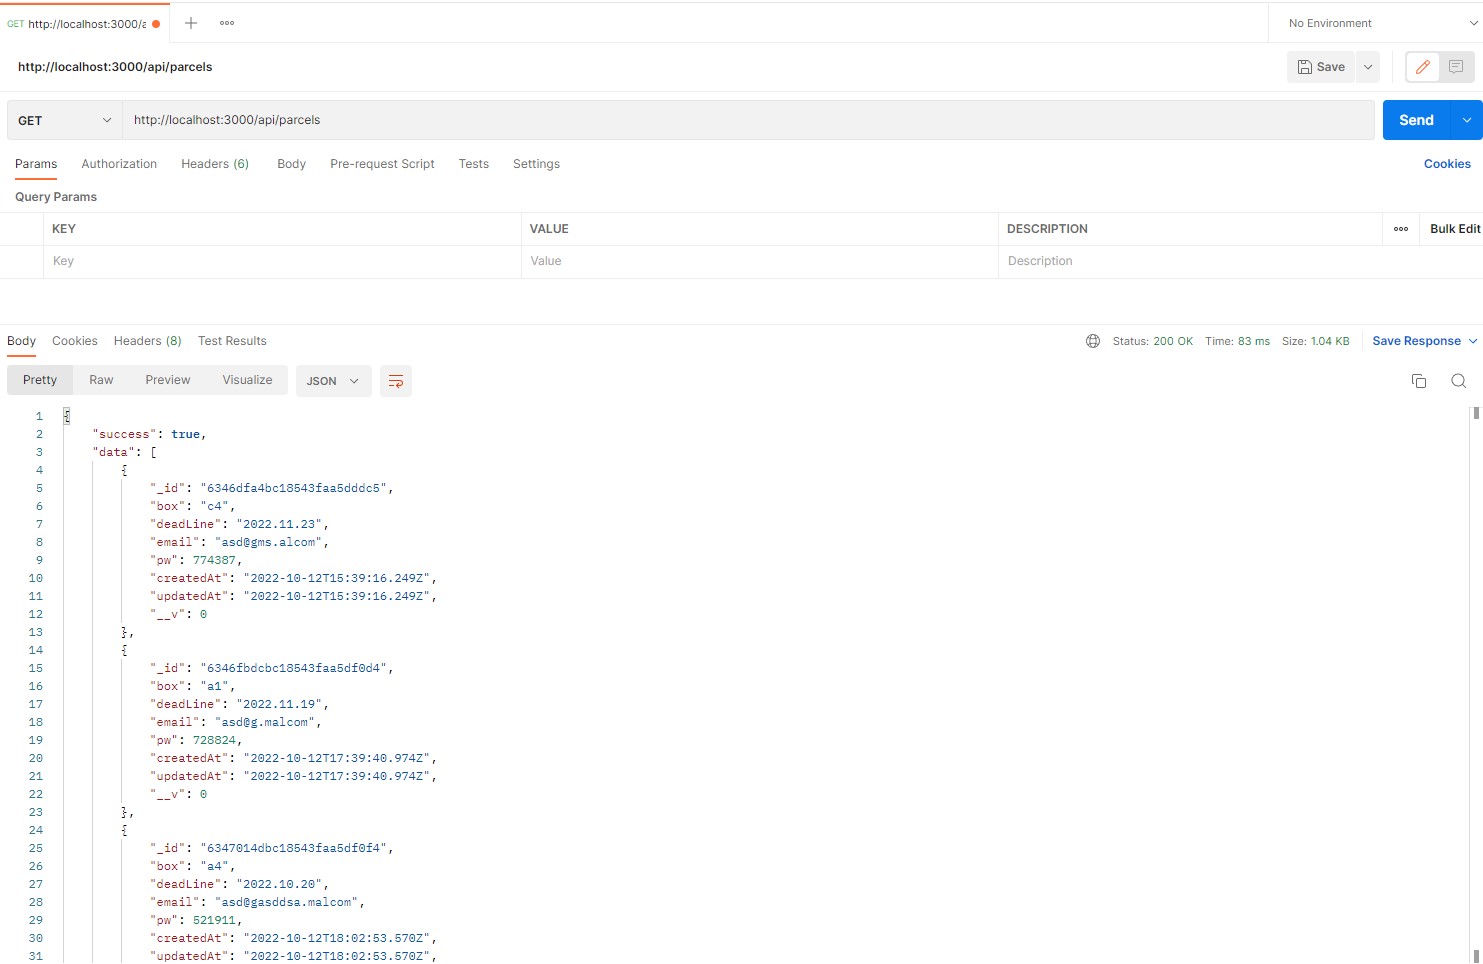 GET http://localhost:3000/a
No Environment
http://localhost:3000/api/parcels
Save
GET http://localhost:3000/api/parcels
Send
Params Authorization Headers (6) Body Pre-request Script Tests Settings Cookies
Query Params
KEY VALUE DESCRIPTION Bulk Edit
Key Value Description
Body Cookies Headers (8) Test Results Status: 200 OK Time: 83 ms Size: 1.04 KB Save Response
Pretty Raw Preview Visualize JSON
1 {
2 "success": true,
3 "data": [
4 {
5 "_id": "6346dfa4bc18543faa5dddc5",
6 "box": "c4",
7 "deadLine": "2022.11.23",
8 "email": "asd@gms.alcom",
9 "pw": 774387,
10 "createdAt": "2022-10-12T15:39:16.249Z",
11 "updatedAt": "2022-10-12T15:39:16.249Z",
12 "__v": 0
13 },
14 {
15 "_id": "6346fbdcbc18543faa5df0d4",
16 "box": "a1",
17 "deadLine": "2022.11.19",
18 "email": "asd@g.malcom",
19 "pw": 728824,
20 "createdAt": "2022-10-12T17:39:40.974Z",
21 "updatedAt": "2022-10-12T17:39:40.974Z",
22 "__v": 0
23 },
24 {
25 "_id": "6347014dbc18543faa5df0f4",
26 "box": "a4",
27 "deadLine": "2022.10.20",
28 "email": "asd@gasddsa.malcom",
29 "pw": 521911,
30 "createdAt": "2022-10-12T18:02:53.570Z",
31 "updatedAt": "2022-10-12T18:02:53.570Z",